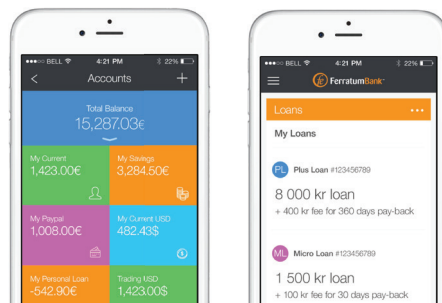 ●●●○○ BELL 4:21 PM 22%
Accounts
Total
Balance
15,287.03€
My Current
1,423.00€
My Savings
3,284.50€
My Paypal
1,008.00€
My Current USD
482.43$
My Personal Loan
-542.90€
Trading USD
1,423.00$
●●●○○ BELL 4:21 PM 22%
FerratumBank
Loans
My Loans
PL Plus Loan #123456789
8 000 kr loan
+ 400 kr fee for 360 days pay-back
ML Micro Loan #123456789
1 500 kr loan
+ 100 kr fee for 30 days pay-back